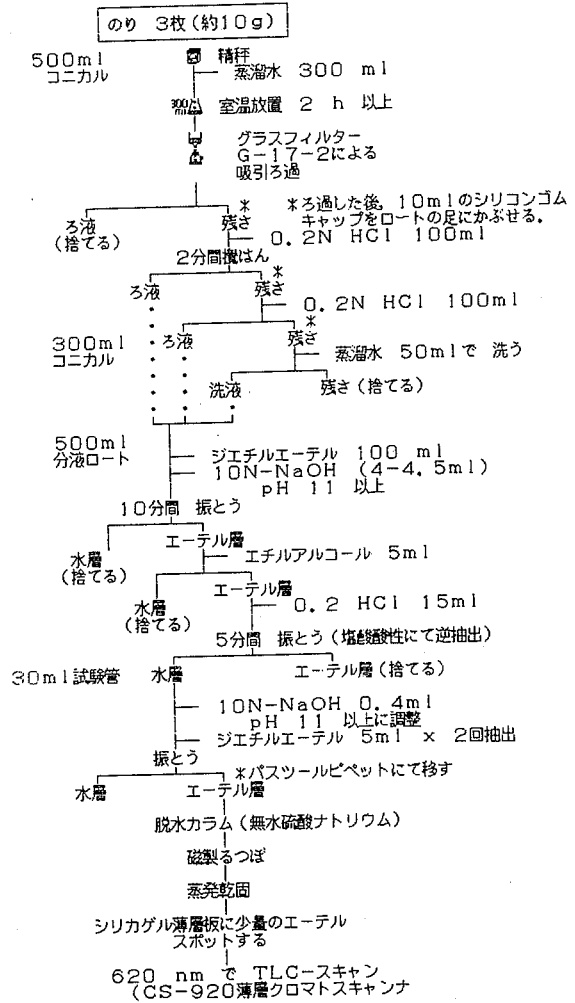 のり 3枚(約10g)
500ml
コニカル
精秤
蒸溜水 300 ml
300
ml
室温放置 2 h 以上
グラスフィルター
G-17-2による
吸引ろ過
ろ液
(捨てる)
*
残さ
*ろ過した後, 10mlのシリコンゴム
キャップをロートの足にかぶせる.
0.2N HCl 100ml
2分間攪はん
ろ液
*
残さ
0.2N HCl 100ml
300ml
コニカル
ろ液
*
残さ
蒸溜水 50mlで 洗う
洗液
残さ(捨てる)
500ml
分液ロート
ジエチルエーテル 100 ml
10N-NaOH (4-4.5ml)
pH 11 以上
10分間 振とう
水層
(捨てる)
エーテル層
エチルアルコール 5ml
水層
(捨てる)
エーテル層
0.2 HCl 15ml
5分間 振とう(塩酸酸性にて逆抽出)
30ml試験管
水層
エーテル層(捨てる)
10N-NaOH 0.4ml
pH 11 以上に調整
ジエチルエーテル 5ml × 2回抽出
振とう
*パスツールピペットにて移す
水層
エーテル層
脱水カラム(無水硫酸ナトリウム)
磁製るつぼ
蒸発乾固
シリカゲル薄層板に少量のエーテル
スポットする
620 nm で TLC-スキャン
(CS-920薄層クロマトスキャンナ